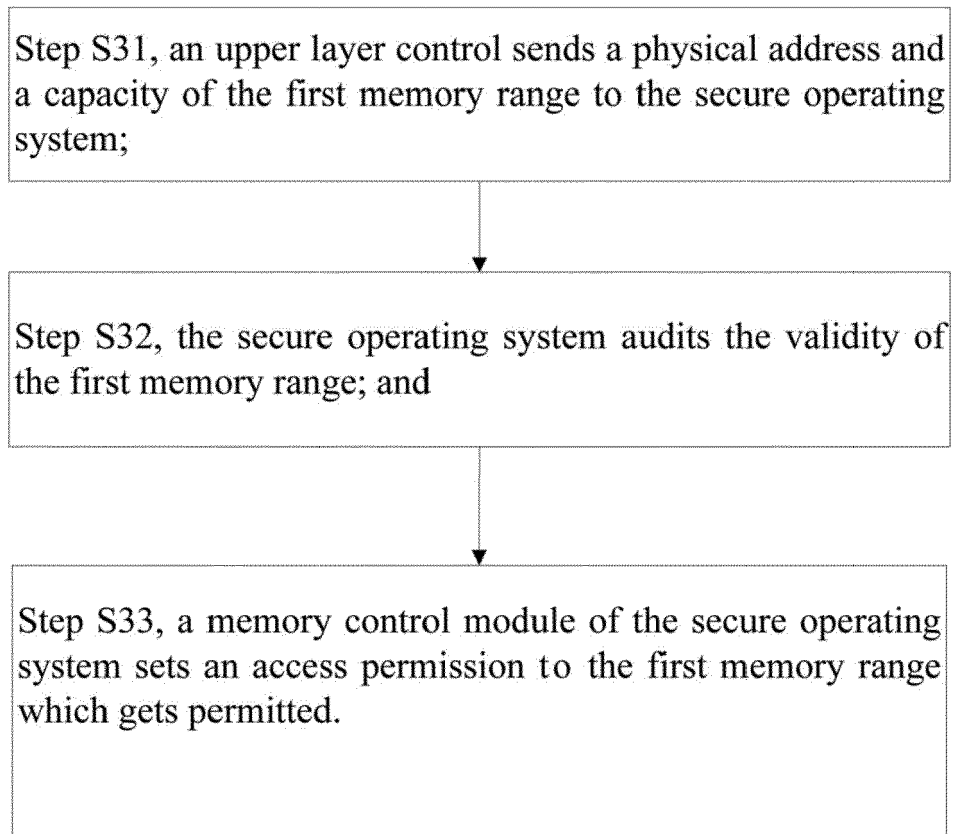 Step S31, an upper layer control sends a physical address and
a capacity of the first memory range to the secure operating
system;
Step S32, the secure operating system audits the validity of
the first memory range; and
Step S33, a memory control module of the secure operating
system sets an access permission to the first memory range
which gets permitted.